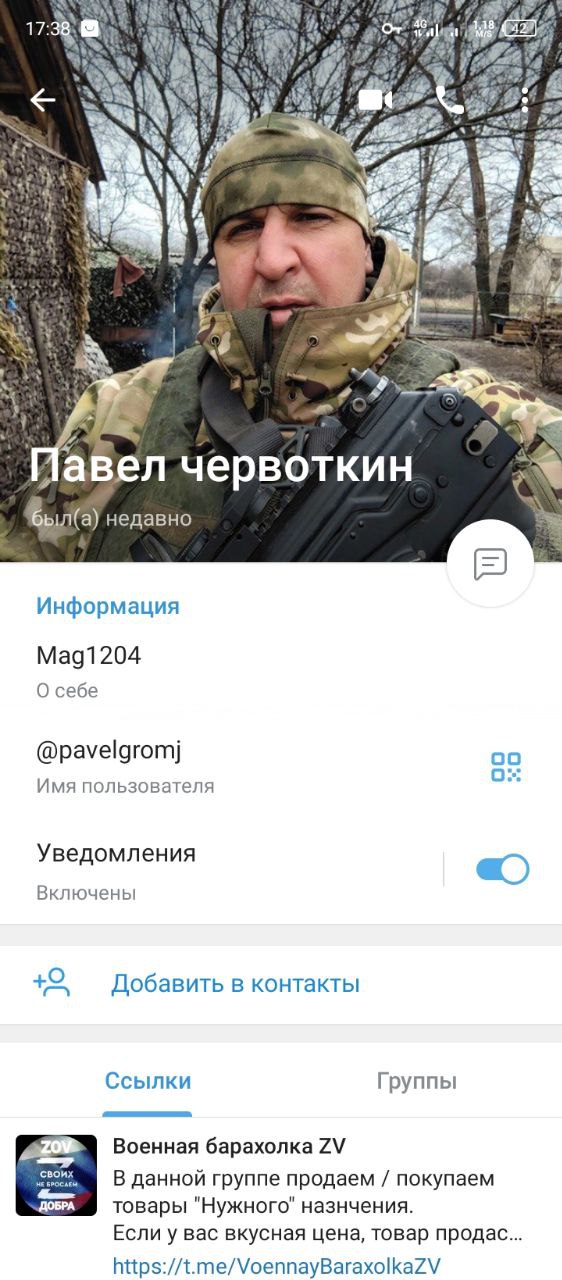 17:38 4G 1,18 M/S 42
Павел червоткин
был(а) недавно
Информация
Mag1204
О себе
@pavelgromj
Имя пользователя
Уведомления
Включены
Добавить в контакты
Ссылки Группы
ZOV
СВОИХ
НЕ БРОСАЕМ
ДОБРА
Военная барахолка ZV
В данной группе продаем / покупаем
товары "Нужного" назнчения.
Если у вас вкусная цена, товар продас...
https://t.me/VoennayBaraxolkaZV